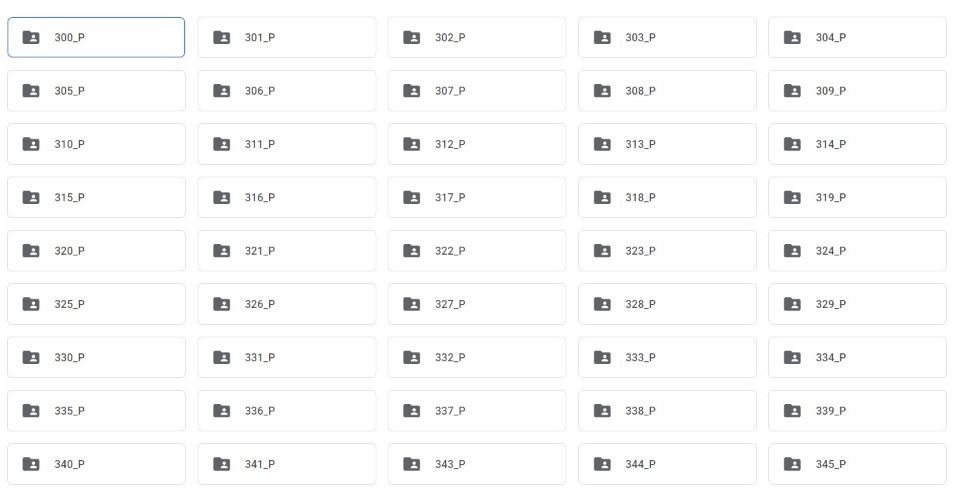 300_P 301_P 302_P 303_P 304_P
305_P 306_P 307_P 308_P 309_P
310_P 311_P 312_P 313_P 314_P
315_P 316_P 317_P 318_P 319_P
320_P 321_P 322_P 323_P 324_P
325_P 326_P 327_P 328_P 329_P
330_P 331_P 332_P 333_P 334_P
335_P 336_P 337_P 338_P 339_P
340_P 341_P 343_P 344_P 345_P